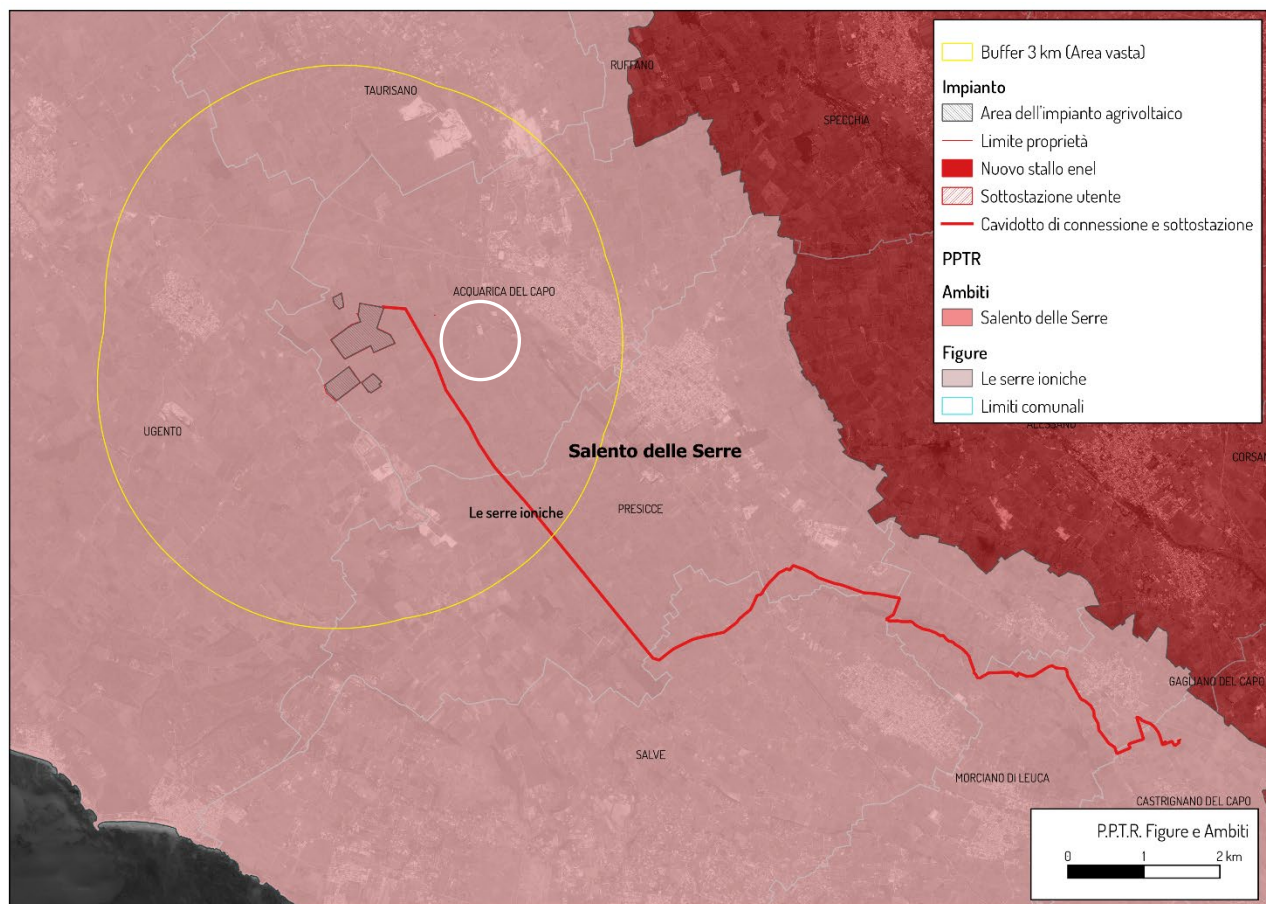 RUFFANO
TAURISANO
SPECCHIA
ACQUARICA DEL CAPO
UGENTO
Salento delle Serre
Le serre ioniche
PRESICCE
ALESSANO
SALVE
GAGLIANO DEL CAPO
MORCIANO DI LEUCA
CASTRIGNANO DEL CAPO
Buffer 3 km (Area vasta)
Impianto
Area dell'impianto agrivoltaico
Limite proprietà
Nuovo stallo enel
Sottostazione utente
Cavidotto di connessione e sottostazione
PPTR
Ambiti
Salento delle Serre
Figure
Le serre ioniche
Limiti comunali
P.P.T.R. Figure e Ambiti
0 1 2 km